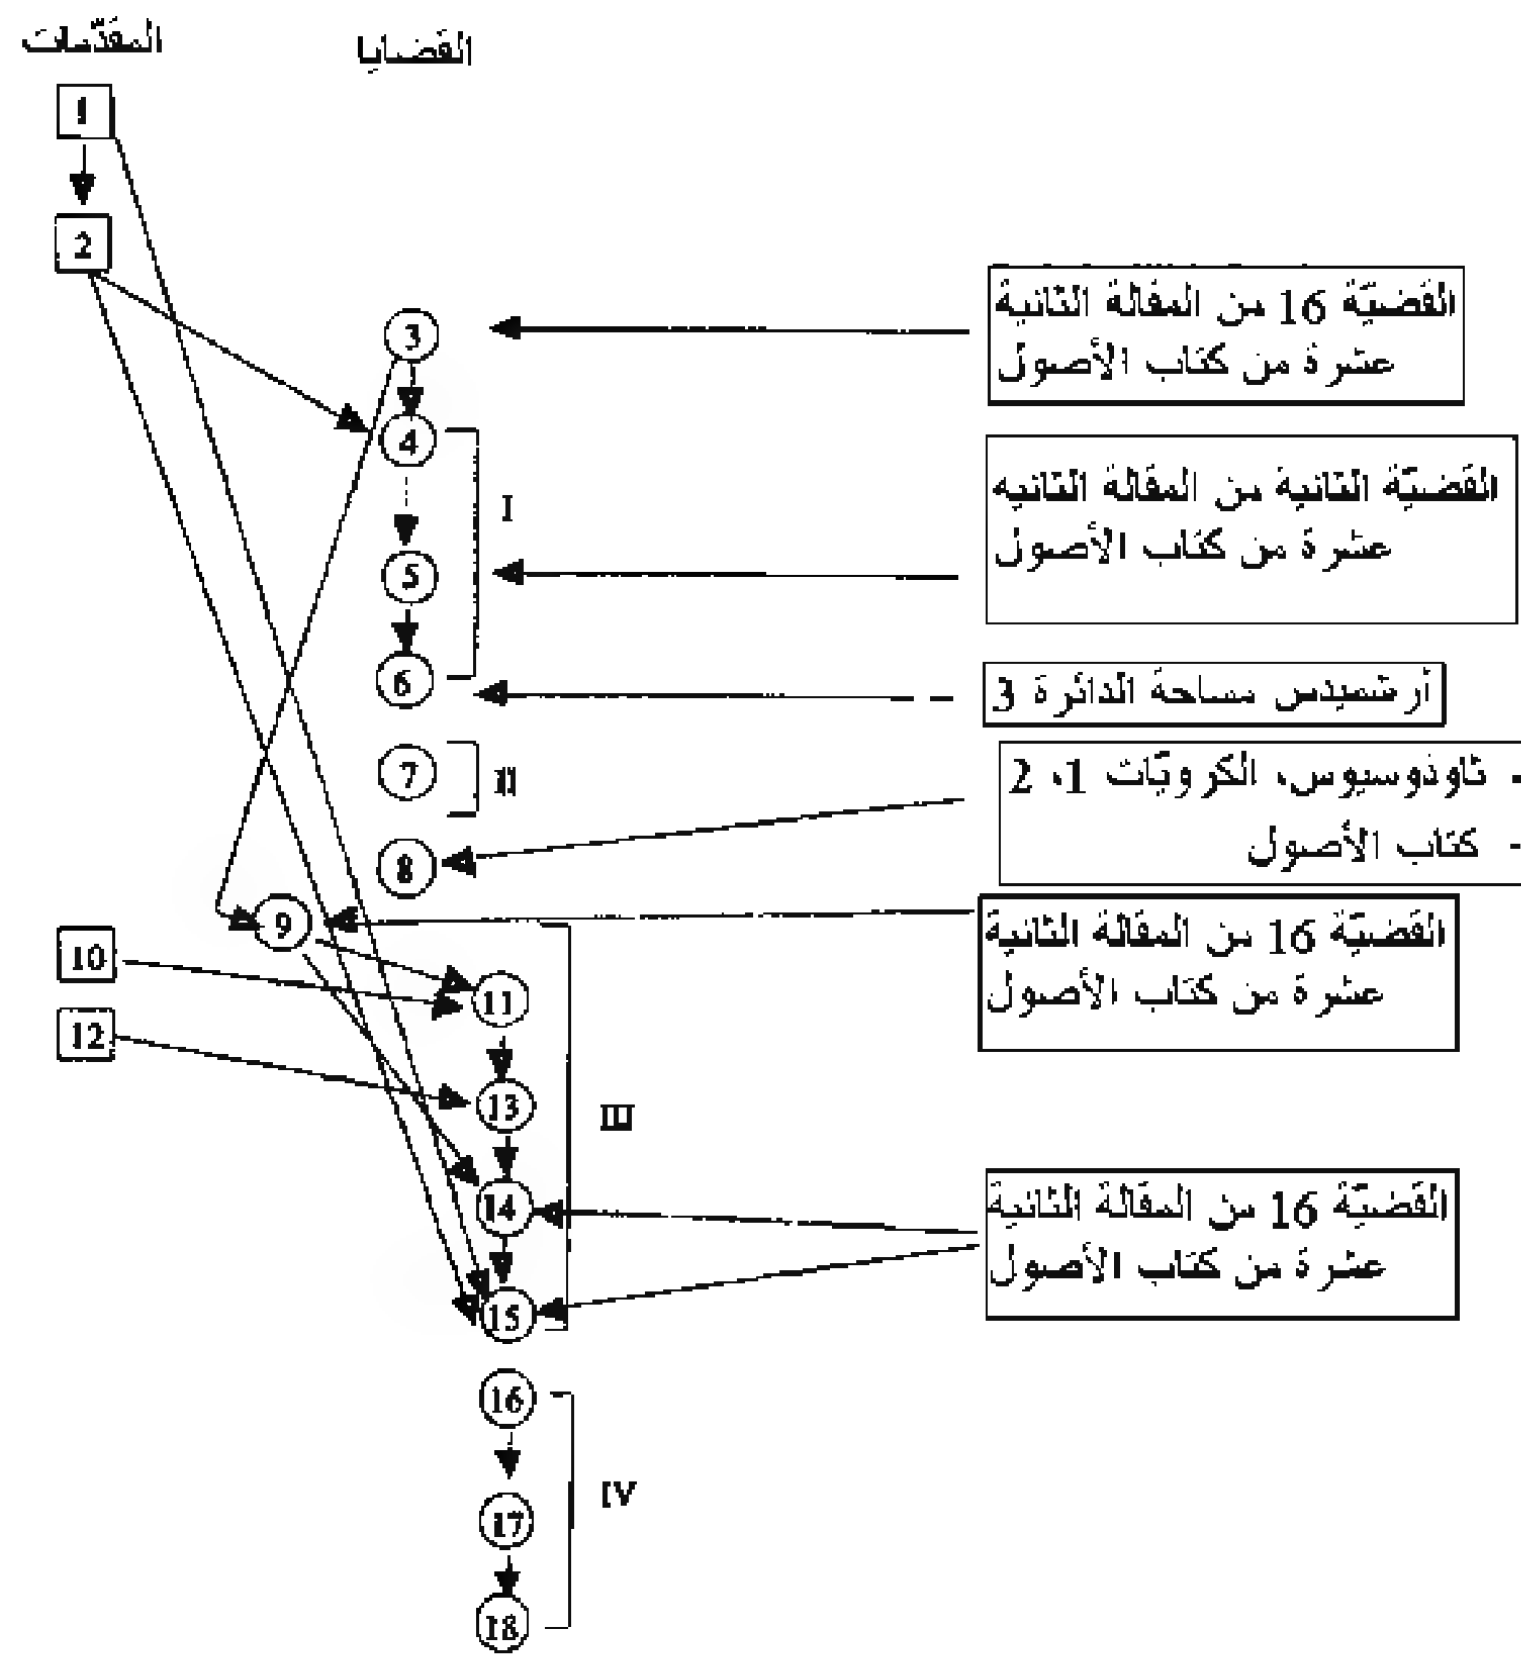 المقدّمات
القضايا
1
2
3
القضيّة 16 من المقالة الثانية
عشرة من كتاب الأصول
4
I
القضيّة الثانية من المقالة الثانيه
عشرة من كتاب الأصول
5
6
أرشميدس مساحة الدائرة 3
7
II
- ثاوذوسيوس، الكرويّات 1، 2
- كتاب الأصول
8
9
القضيّة 16 من المقالة الثانية
عشرة من كتاب الأصول
10
11
12
13
III
14
القضيّة 16 من المقالة الثانية
عشرة من كتاب الأصول
15
16
IV
17
18